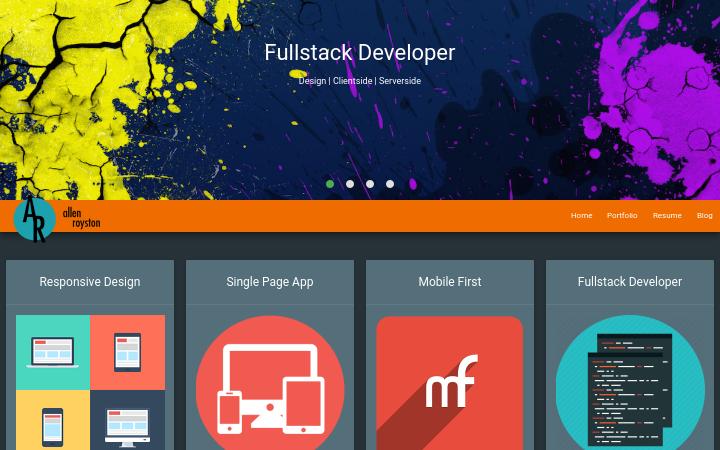 Fullstack Developer
Design | Clientside | Serverside
AR
allen
royston
Home Portfolio Resume Blog
Responsive Design
Single Page App
Mobile First
Fullstack Developer
mf